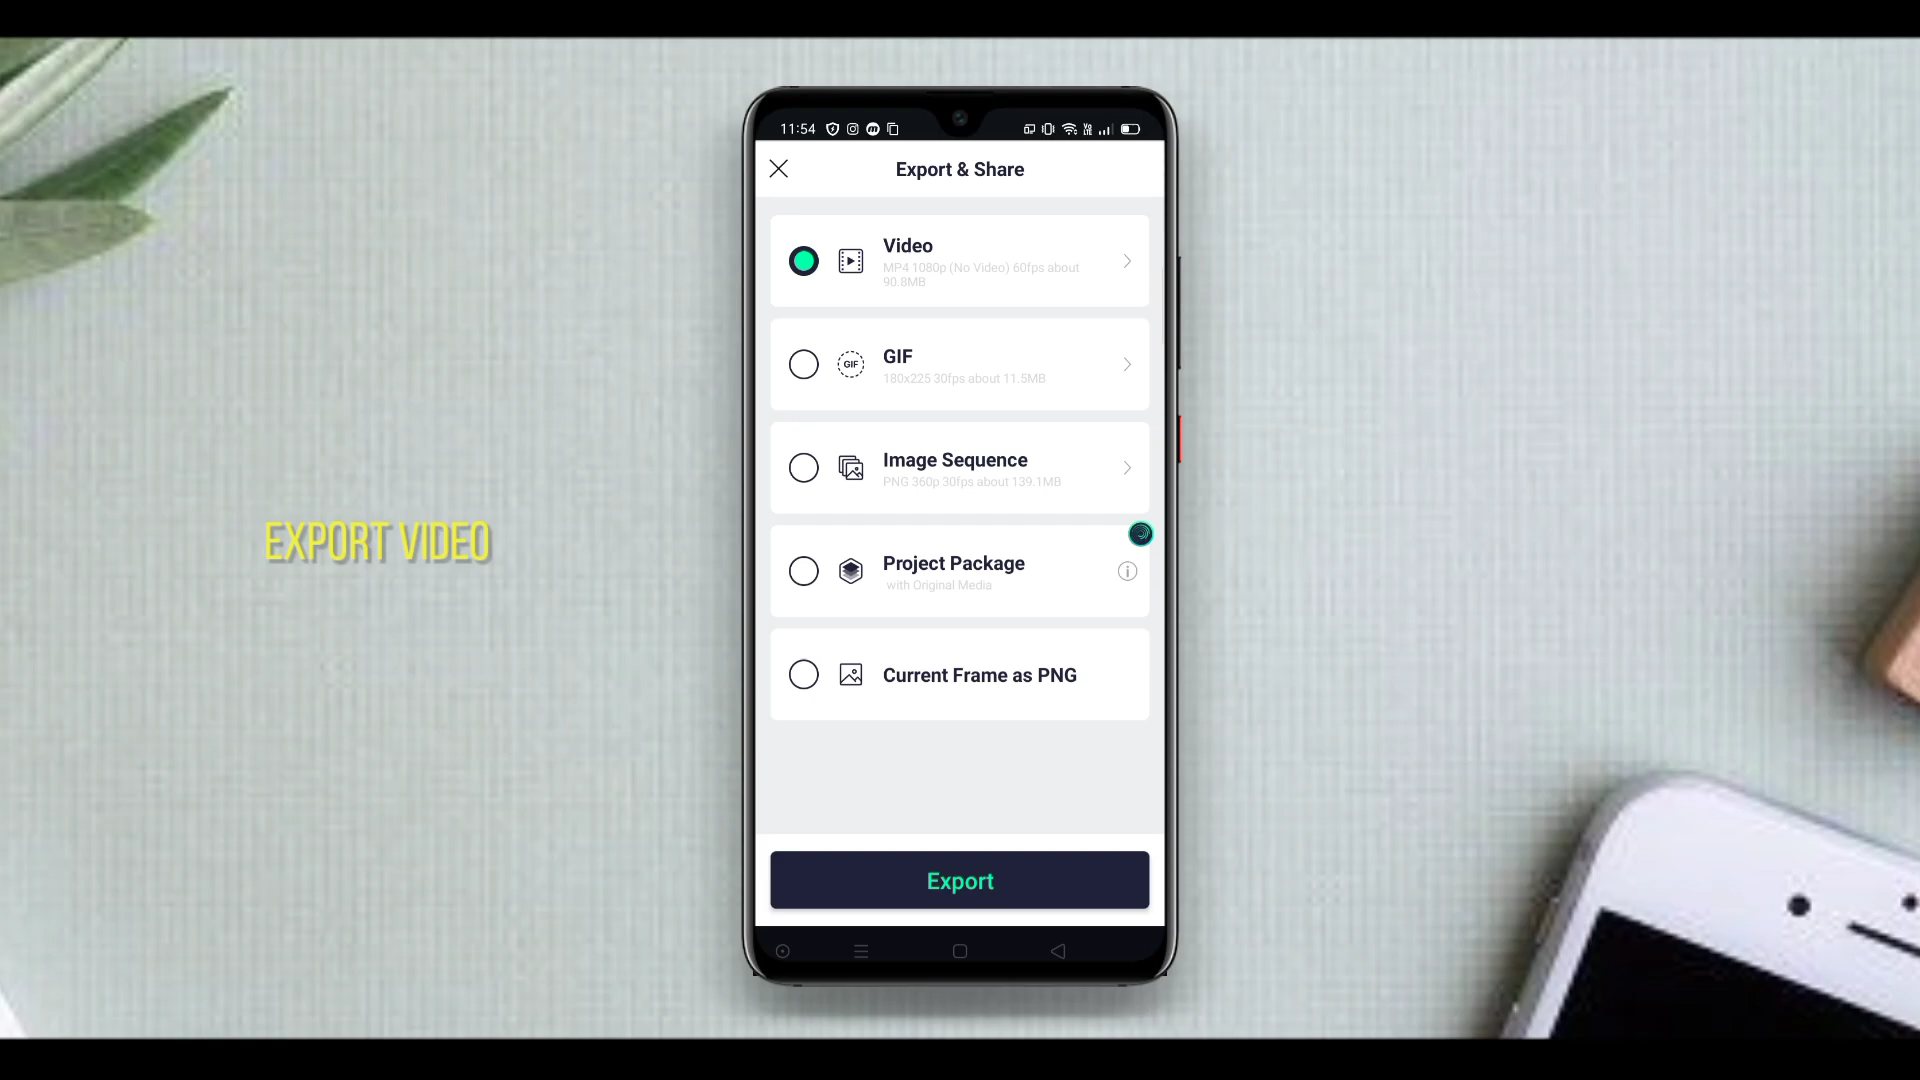 11:54
Export & Share
Video
MP4 1080p (No Video) 60fps about
90.8MB
GIF
GIF
180x225 30fps about 11.5MB
Image Sequence
PNG 360p 30fps about 139.1MB
EXPORT VIDEO
Project Package
with Original Media
Current Frame as PNG
Export